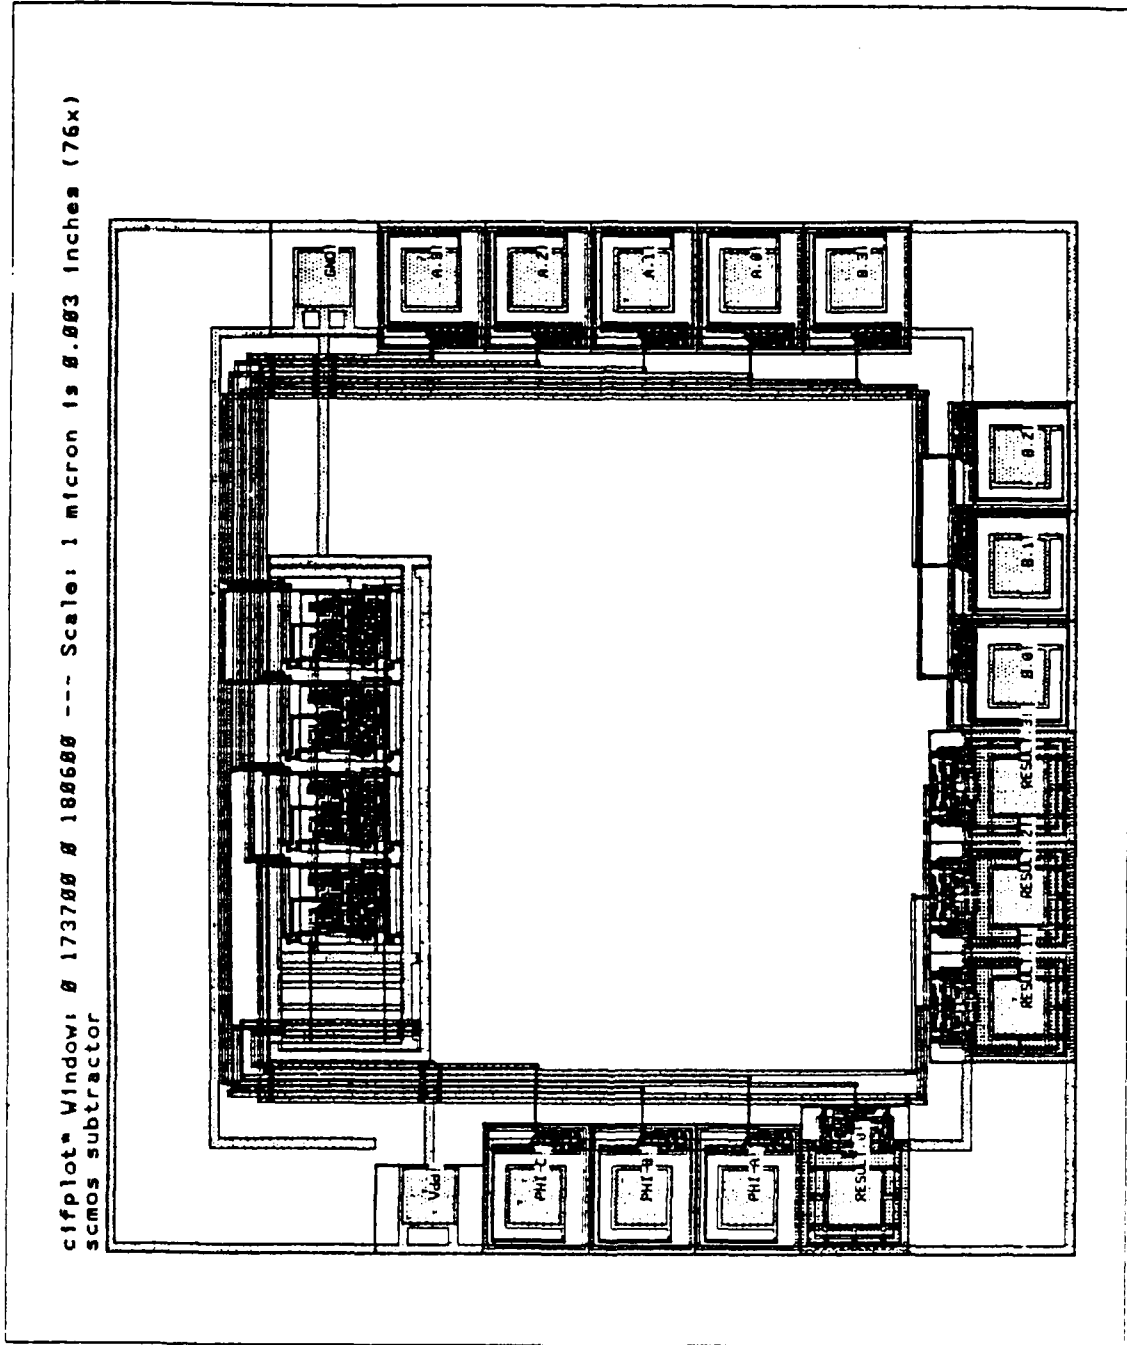 cifplot* Window: 0 173700 0 180600 --- Scale: 1 micron is 0.003 inches (76x)
scmos subtractor
GND
A.3
A.2
A.1
A.0
B.3
B.2
B.1
B.0
RESULT.3
RESULT.2
RESULT.1
RESULT.0
PHI-A
PHI-B
PHI-C
Vdd